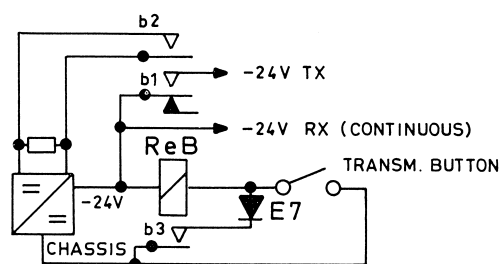 b2
-24V TX
b1
-24V RX (CONTINUOUS)
ReB
TRANSM. BUTTON
-24V
E7
b3
CHASSIS